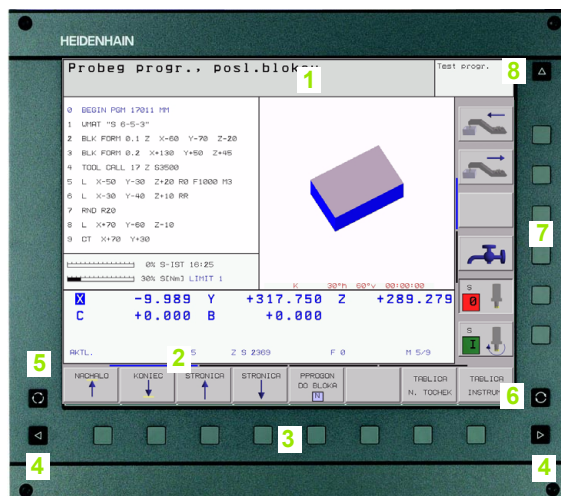 HEIDENHAIN
Probeg progr., posl.blokov
Test progr.
1
8
0 BEGIN PGM 17011 MM
1 WMAT "S 6-5-3"
2 BLK FORM 0.1 Z X-60 Y-70 Z-20
3 BLK FORM 0.2 X+130 Y+50 Z+45
4 TOOL CALL 17 Z S3500
5 L X-50 Y-30 Z+20 R0 F1000 M3
6 L X-30 Y-40 Z+10 RR
7 RND R20
8 L X+70 Y-60 Z-10
9 CT X+70 Y+30
7
0% S-IST 16:25
30% S[Nm] LIMIT 1
K 30°h 60°v 00:00:00
S
0
X -9.989 Y +317.750 Z +289.279
C +0.000 B +0.000
S
I
AKTL. 5 Z S 2369 F 0 M 5/9
2
5
NACHALO
KONIEC
STRONICA
STRONICA
PPROGON
DO BLOKA
N
TABLICA
N. TOCHEK
TABLICA
INSTRUM
6
3
4
4